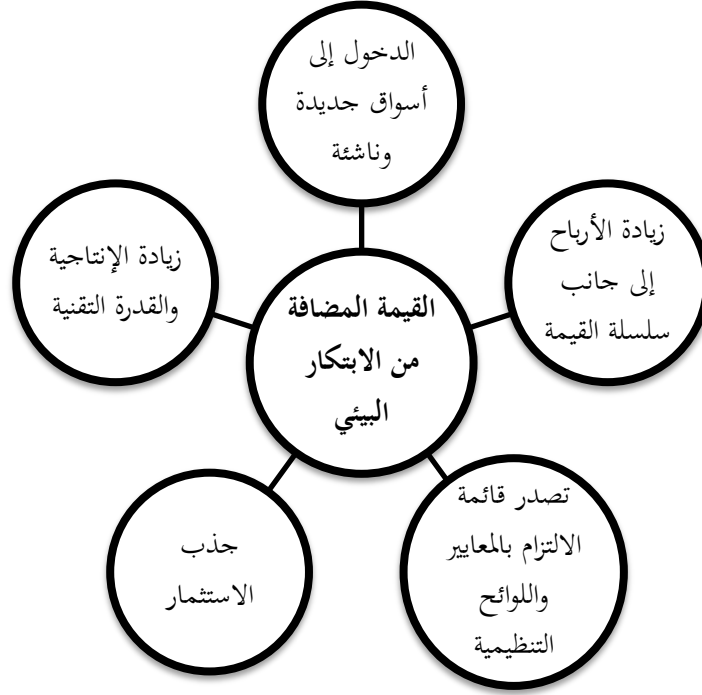 الدخول إلى
أسواق جديدة
وناشئة
زيادة الأرباح
إلى جانب
سلسلة القيمة
زيادة الإنتاجية
والقدرة التقنية
القيمة المضافة
من الابتكار
البيئي
تصدر قائمة
الالتزام بالمعايير
واللوائح
التنظيمية
جذب
الاستثمار